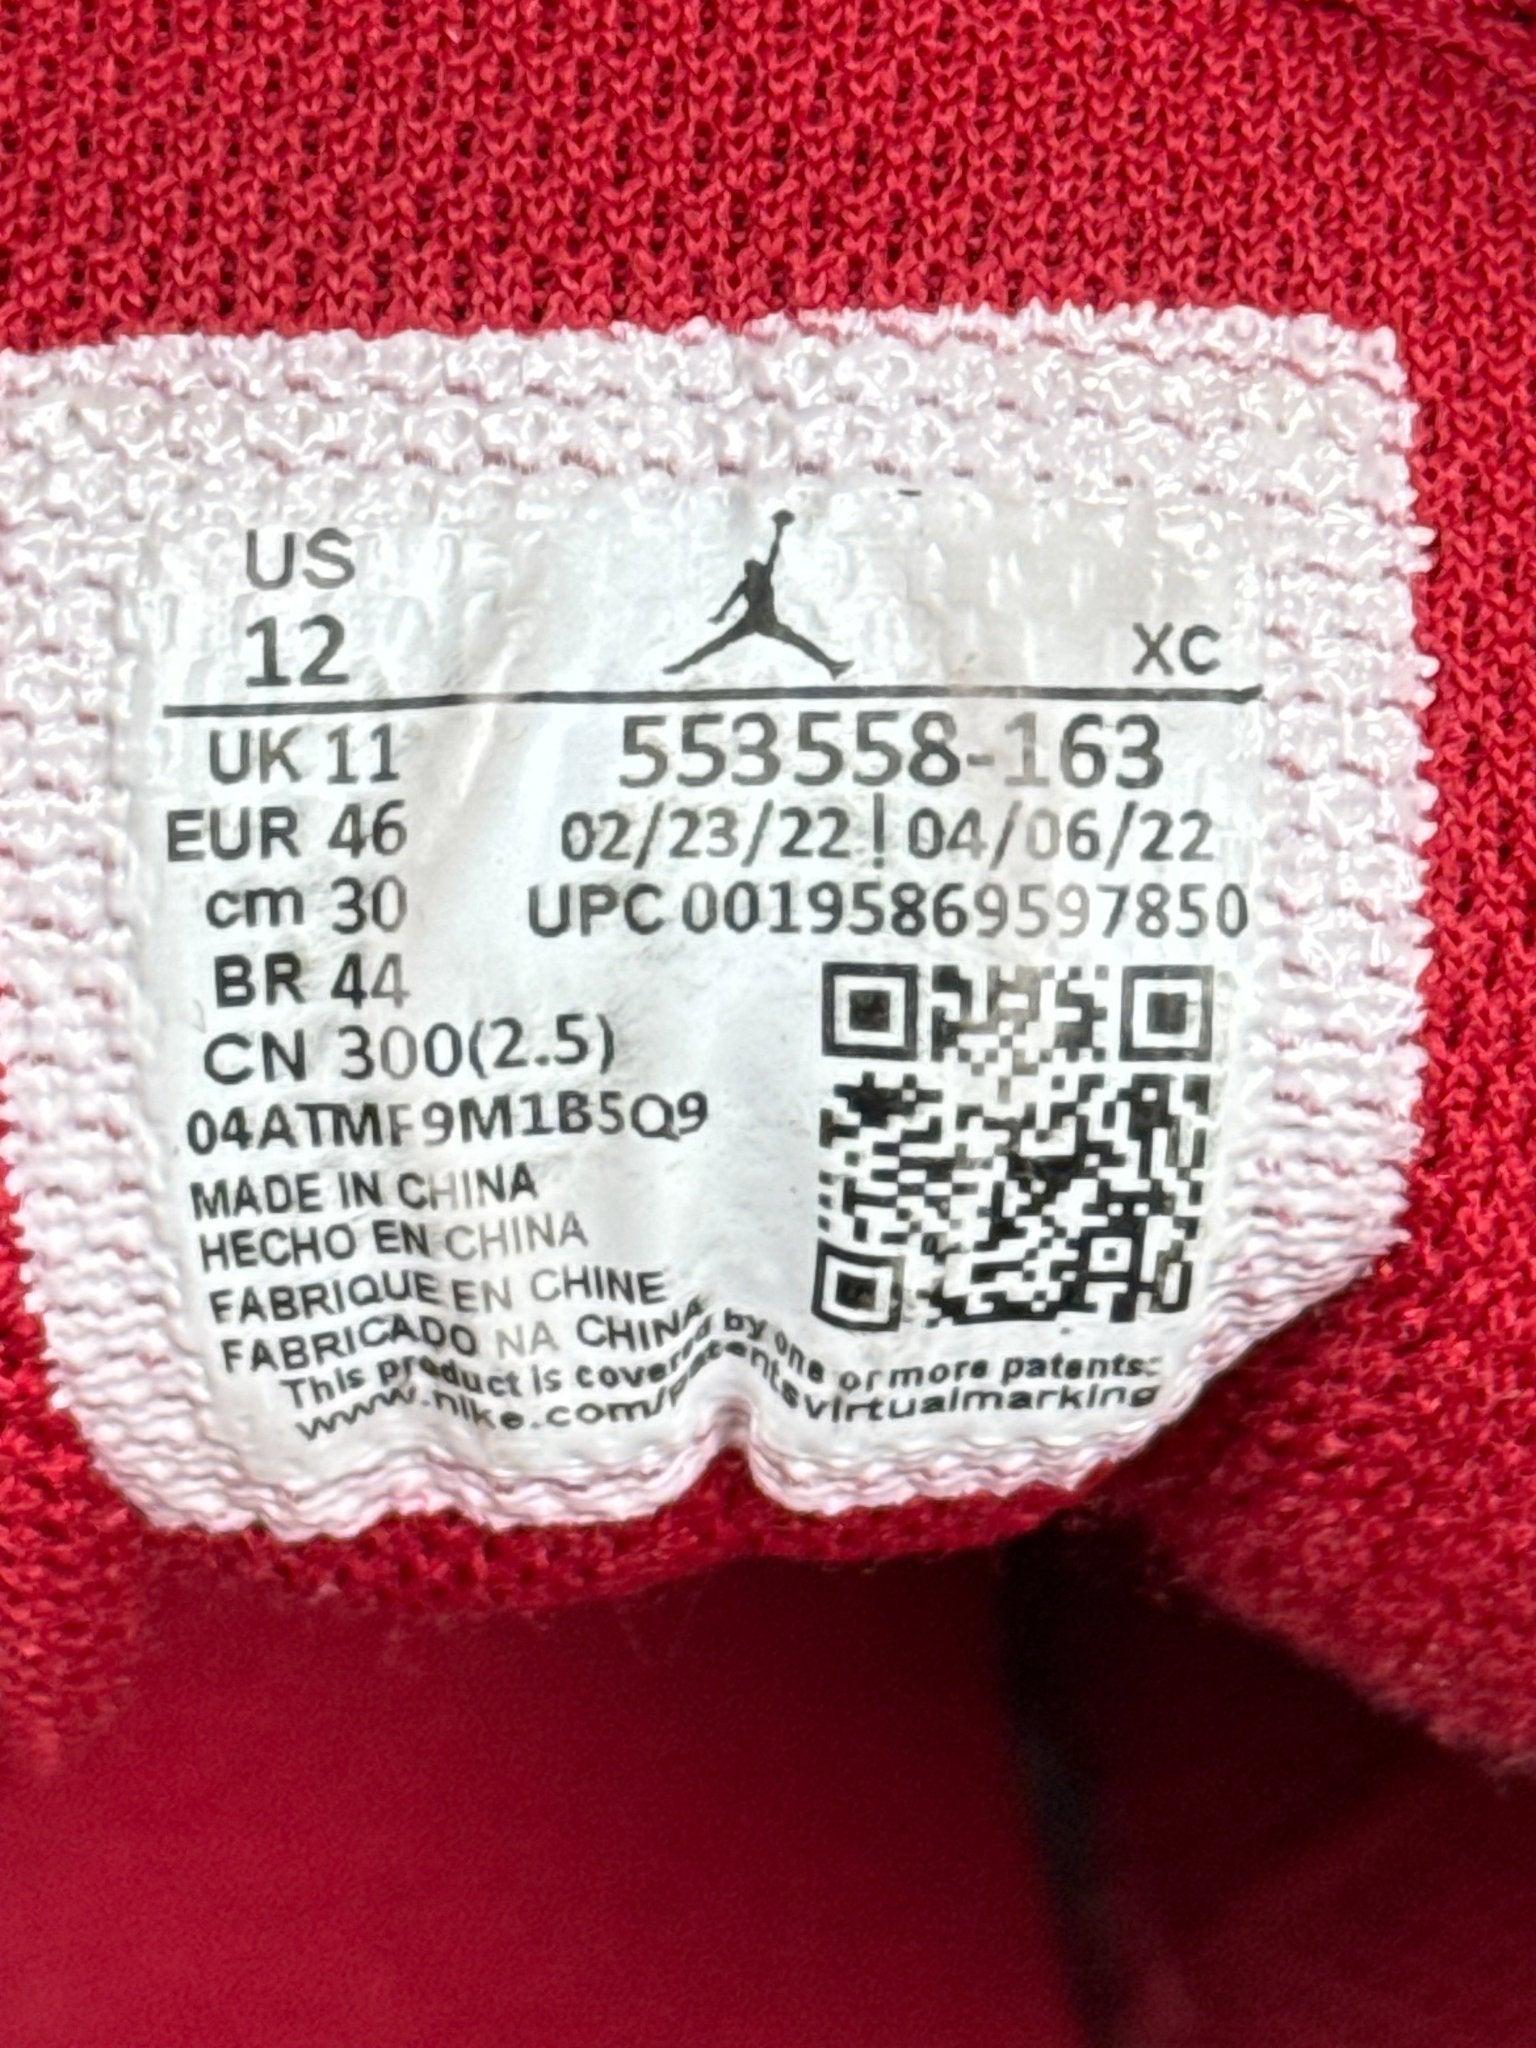 US
12
XC
UK 11
553558-163
EUR 46
02/23/22 | 04/06/22
cm 30
UPC 00195869597850
BR 44
CN 300(2.5)
04ATMF9M1B5Q9
MADE IN CHINA
HECHO EN CHINA
FABRIQUE EN CHINE
FABRICADO NA CHINA
This product is covered by one or more patents:
www.nike.com/patentsvirtualmarking